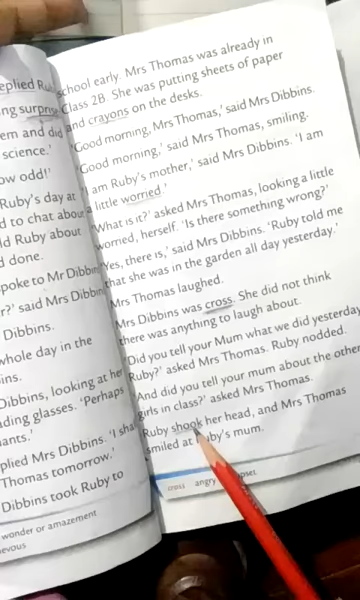 replied Ru
ng surprise
em and did
science.'
ow odd!'
Ruby's day at
d to chat about
ld Ruby about
d done.
poke to Mr Dibbins
r?' said Mrs Dibbin
Dibbins.
whole day in the
ins.
Dibbins, looking at her
ding glasses. 'Perhaps
ants.'
plied Mrs Dibbins. 'I sha
Thomas tomorrow.'
Dibbins took Ruby to
wonder or amazement
evous
school early. Mrs Thomas was already in
Class 2B. She was putting sheets of paper
and crayons on the desks.
'Good morning, Mrs Thomas,' said Mrs Dibbins.
'Good morning,' said Mrs Thomas, smiling.
'I am Ruby's mother,' said Mrs Dibbins. 'I am
a little worried.'
'What is it?' asked Mrs Thomas, looking a little
worried, herself. 'Is there something wrong?'
'Yes, there is,' said Mrs Dibbins. 'Ruby told me
that she was in the garden all day yesterday.'
Mrs Thomas laughed.
Mrs Dibbins was cross. She did not think
there was anything to laugh about.
'Did you tell your Mum what we did yesterday
Ruby?' asked Mrs Thomas. Ruby nodded.
'And did you tell your mum about the other
girls in class?' asked Mrs Thomas.
Ruby shook her head, and Mrs Thomas
smiled at Ruby's mum.
cross angry upset